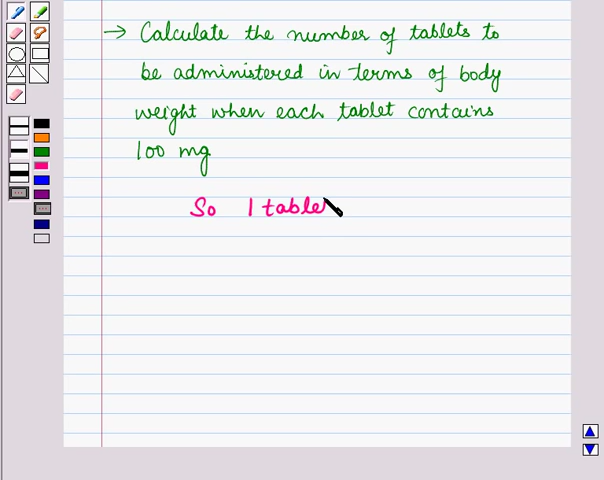 → Calculate the number of tablets to
be administered in terms of body
weight when each tablet contains
100 mg
So 1 table